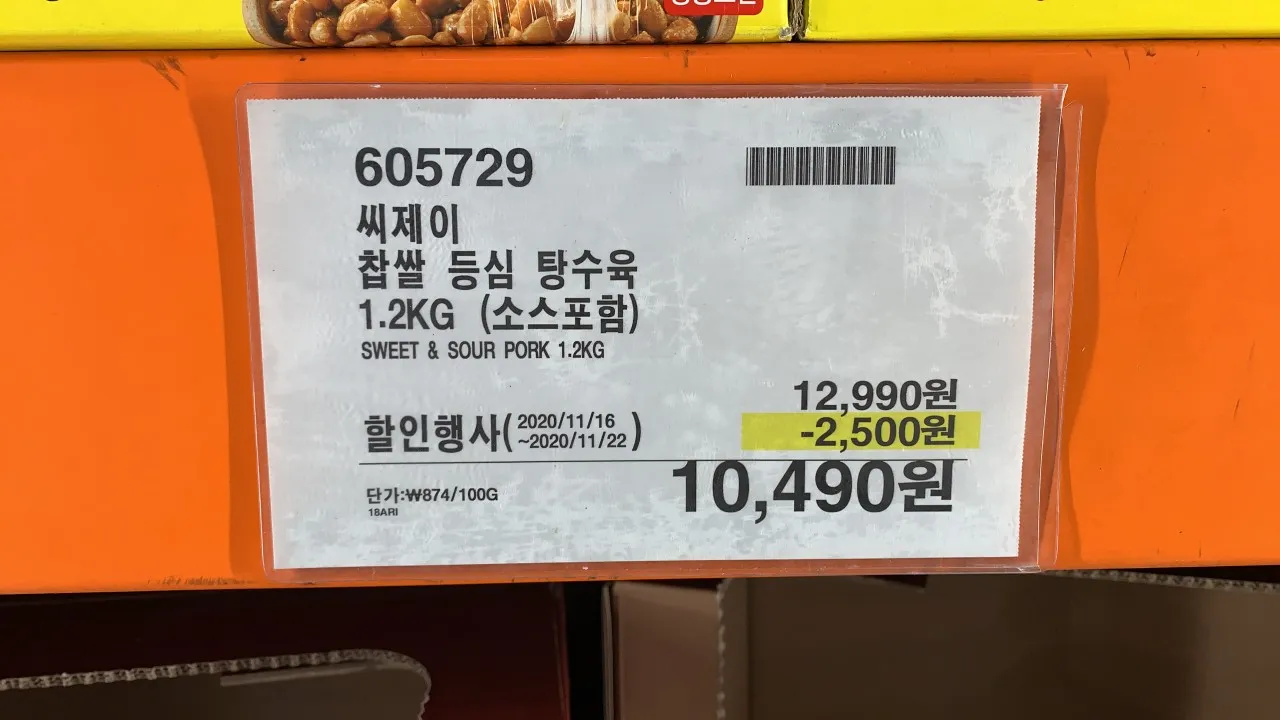 605729
씨제이
찹쌀 등심 탕수육
1.2KG (소스포함)
SWEET & SOUR PORK 1.2KG
12,990원
할인행사(2020/11/16
~2020/11/22)
-2,500원
단가:₩874/100G
10,490원
18ARI